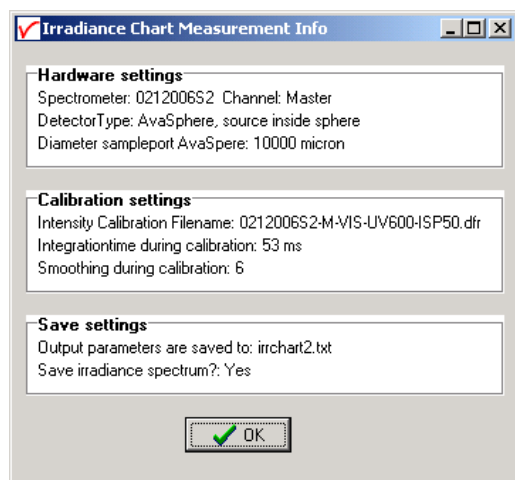 Irradiance Chart Measurement Info
Hardware settings
Spectrometer: 0212006S2 Channel: Master
DetectorType: AvaSphere, source inside sphere
Diameter sampleport AvaSpere: 10000 micron
Calibration settings
Intensity Calibration Filename: 0212006S2-M-VIS-UV600-ISP50.dfr
Integrationtime during calibration: 53 ms
Smoothing during calibration: 6
Save settings
Output parameters are saved to: irrchart2.txt
Save irradiance spectrum?: Yes
OK